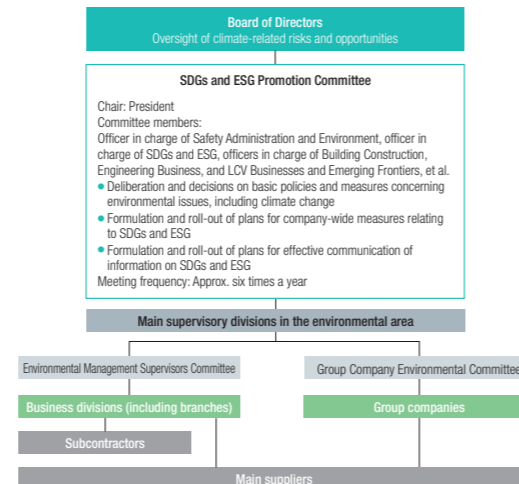 Board of Directors
Oversight of climate-related risks and opportunities
SDGs and ESG Promotion Committee
Chair: President
Committee members:
Officer in charge of Safety Administration and Environment, officer in
charge of SDGs and ESG, officers in charge of Building Construction,
Engineering Business, and LCV Businesses and Emerging Frontiers, et al.
● Deliberation and decisions on basic policies and measures concerning
environmental issues, including climate change
● Formulation and roll-out of plans for company-wide measures relating
to SDGs and ESG
● Formulation and roll-out of plans for effective communication of
information on SDGs and ESG
Meeting frequency: Approx. six times a year
Main supervisory divisions in the environmental area
Environmental Management Supervisors Committee
Group Company Environmental Committee
Business divisions (including branches)
Group companies
Subcontractors
Main suppliers